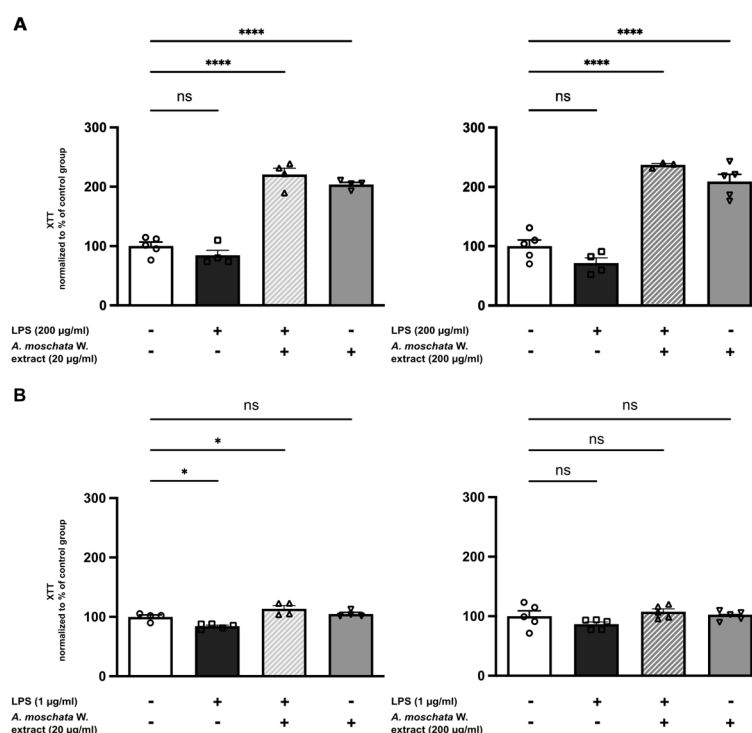 A
**** ****
**** ****
ns ns
300 300
200 200
100 100
0 0
XTT
normalized to % of control group
LPS (200 µg/ml) - + + - LPS (200 µg/ml) - + + -
A. moschata W.
extract (20 µg/ml) - - + +
A. moschata W.
extract (200 µg/ml) - - + +
B
ns ns
* ns
* ns
300 300
200 200
100 100
0 0
XTT
normalized to % of control group
LPS (1 µg/ml) - + + - LPS (1 µg/ml) - + + -
A. moschata W.
extract (20 µg/ml) - - + +
A. moschata W.
extract (200 µg/ml) - - + +